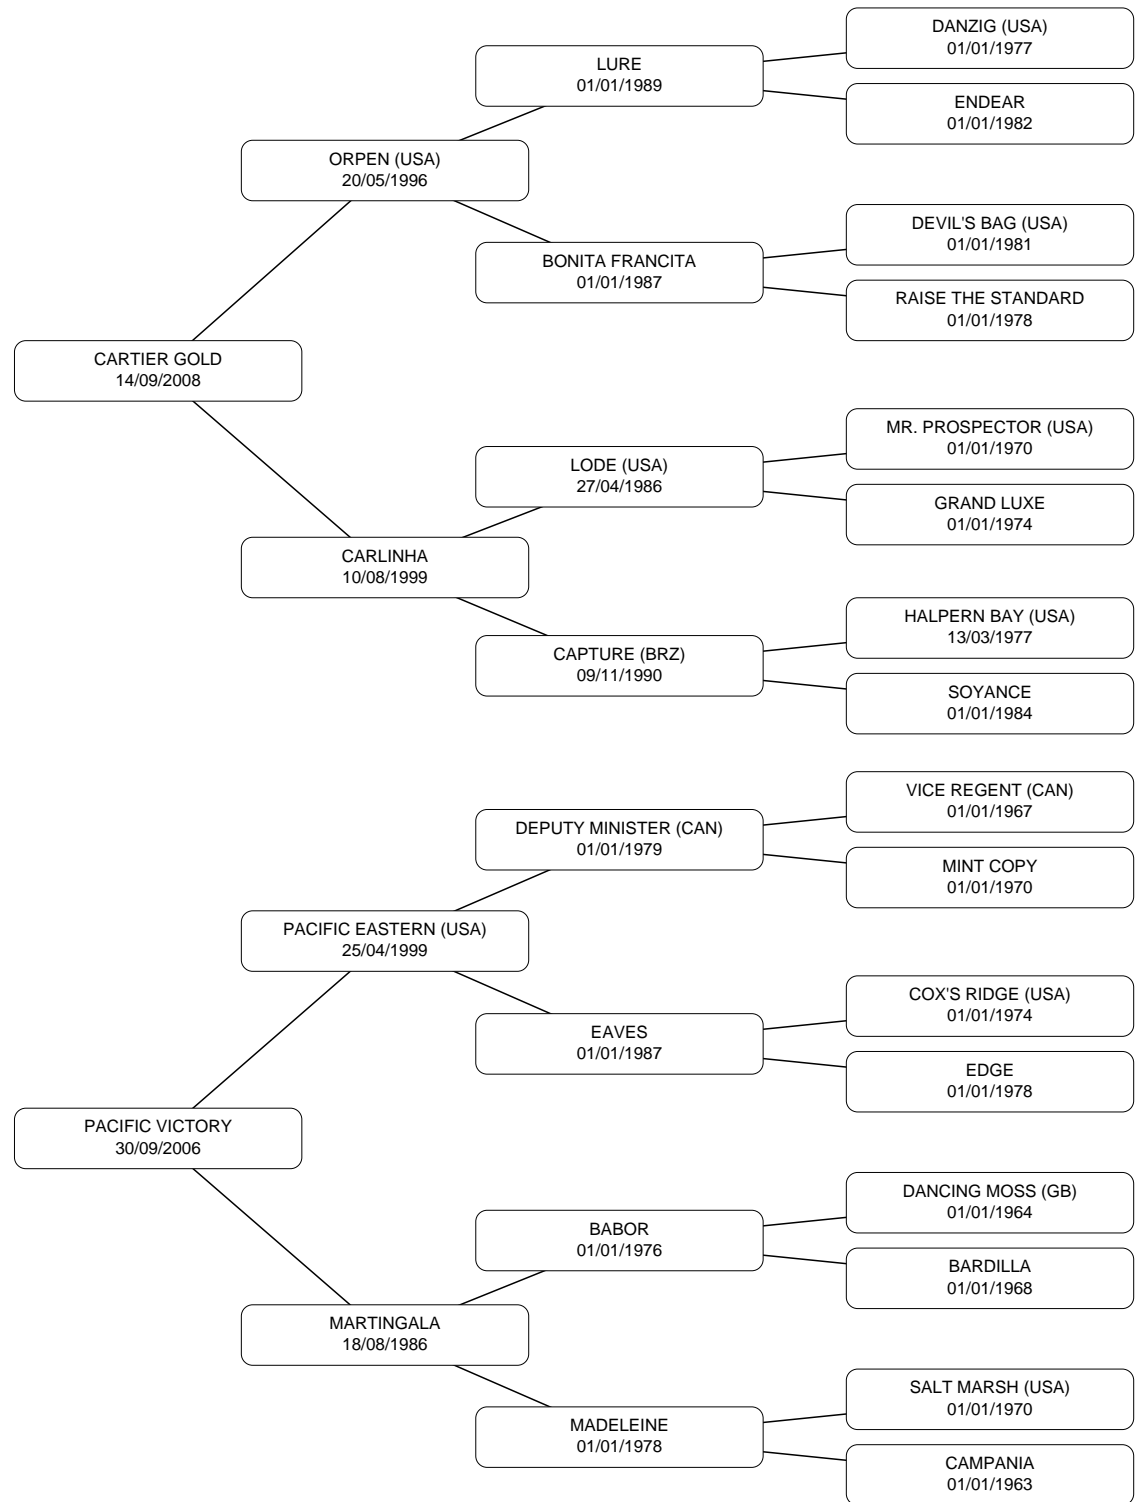 DANZIG (USA)
01/01/1977
LURE
01/01/1989
ENDEAR
01/01/1982
ORPEN (USA)
20/05/1996
DEVIL'S BAG (USA)
01/01/1981
BONITA FRANCITA
01/01/1987
RAISE THE STANDARD
01/01/1978
CARTIER GOLD
14/09/2008
MR. PROSPECTOR (USA)
01/01/1970
LODE (USA)
27/04/1986
GRAND LUXE
01/01/1974
CARLINHA
10/08/1999
HALPERN BAY (USA)
13/03/1977
CAPTURE (BRZ)
09/11/1990
SOYANCE
01/01/1984
VICE REGENT (CAN)
01/01/1967
DEPUTY MINISTER (CAN)
01/01/1979
MINT COPY
01/01/1970
PACIFIC EASTERN (USA)
25/04/1999
COX'S RIDGE (USA)
01/01/1974
EAVES
01/01/1987
EDGE
01/01/1978
PACIFIC VICTORY
30/09/2006
DANCING MOSS (GB)
01/01/1964
BABOR
01/01/1976
BARDILLA
01/01/1968
MARTINGALA
18/08/1986
SALT MARSH (USA)
01/01/1970
MADELEINE
01/01/1978
CAMPANIA
01/01/1963